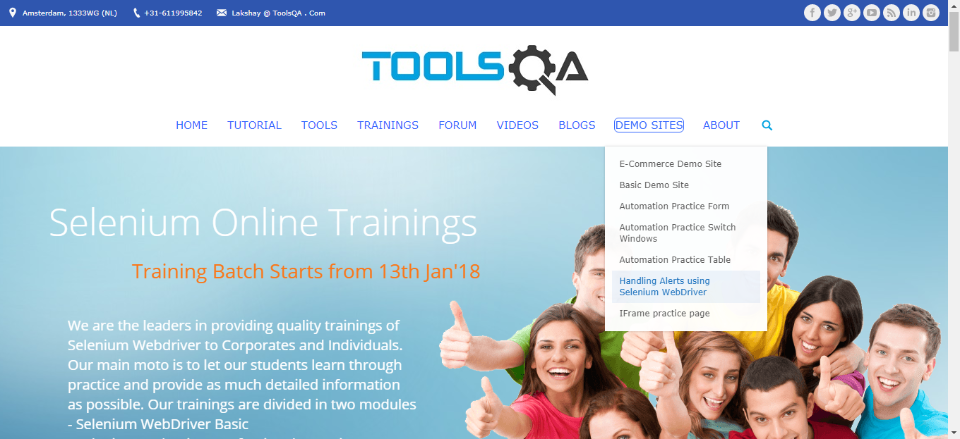 Amsterdam, 1333WG (NL) +31-611995842 Lakshay @ ToolsQA . Com
TOOLSQA
HOME TUTORIAL TOOLS TRAININGS FORUM VIDEOS BLOGS DEMO SITES ABOUT
E-Commerce Demo Site
Basic Demo Site
Automation Practice Form
Automation Practice Switch
Windows
Automation Practice Table
Handling Alerts using
Selenium WebDriver
IFrame practice page
Selenium Online Trainings
Training Batch Starts from 13th Jan'18
We are the leaders in providing quality trainings of
Selenium Webdriver to Corporates and Individuals.
Our main moto is to let our students learn through
practice and provide as much detailed information
as possible. Our trainings are divided in two modules
- Selenium WebDriver Basic